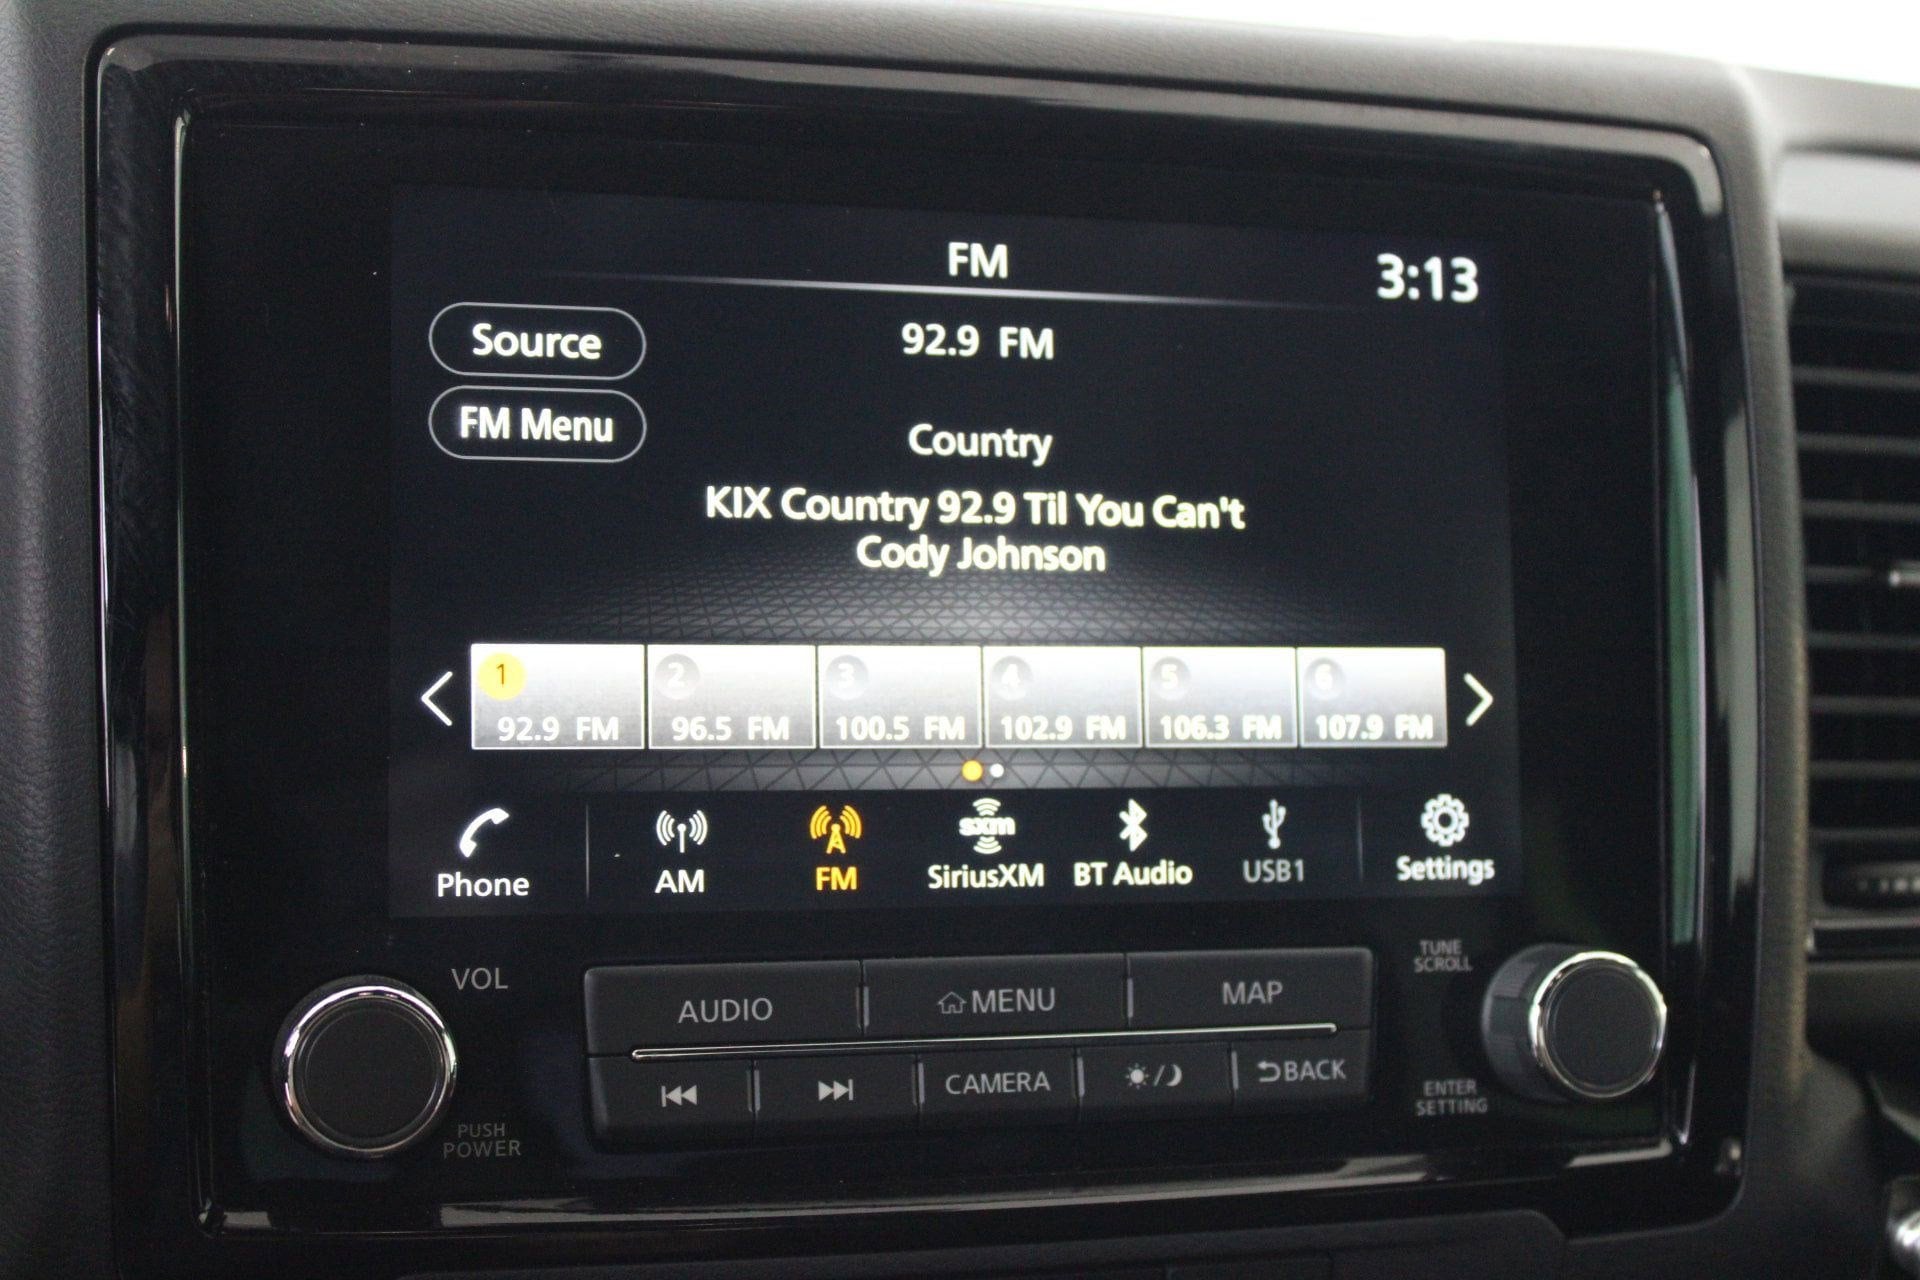 FM
3:13
Source
92.9 FM
FM Menu
Country
KIX Country 92.9 Til You Can't
Cody Johnson
1 2 3 4 5 6
92.9 FM 96.5 FM 100.5 FM 102.9 FM 106.3 FM 107.9 FM
sxm
Phone AM FM SiriusXM BT Audio USB1 Settings
VOL
TUNE
SCROLL
AUDIO MENU MAP
CAMERA BACK
PUSH
POWER
ENTER
SETTING